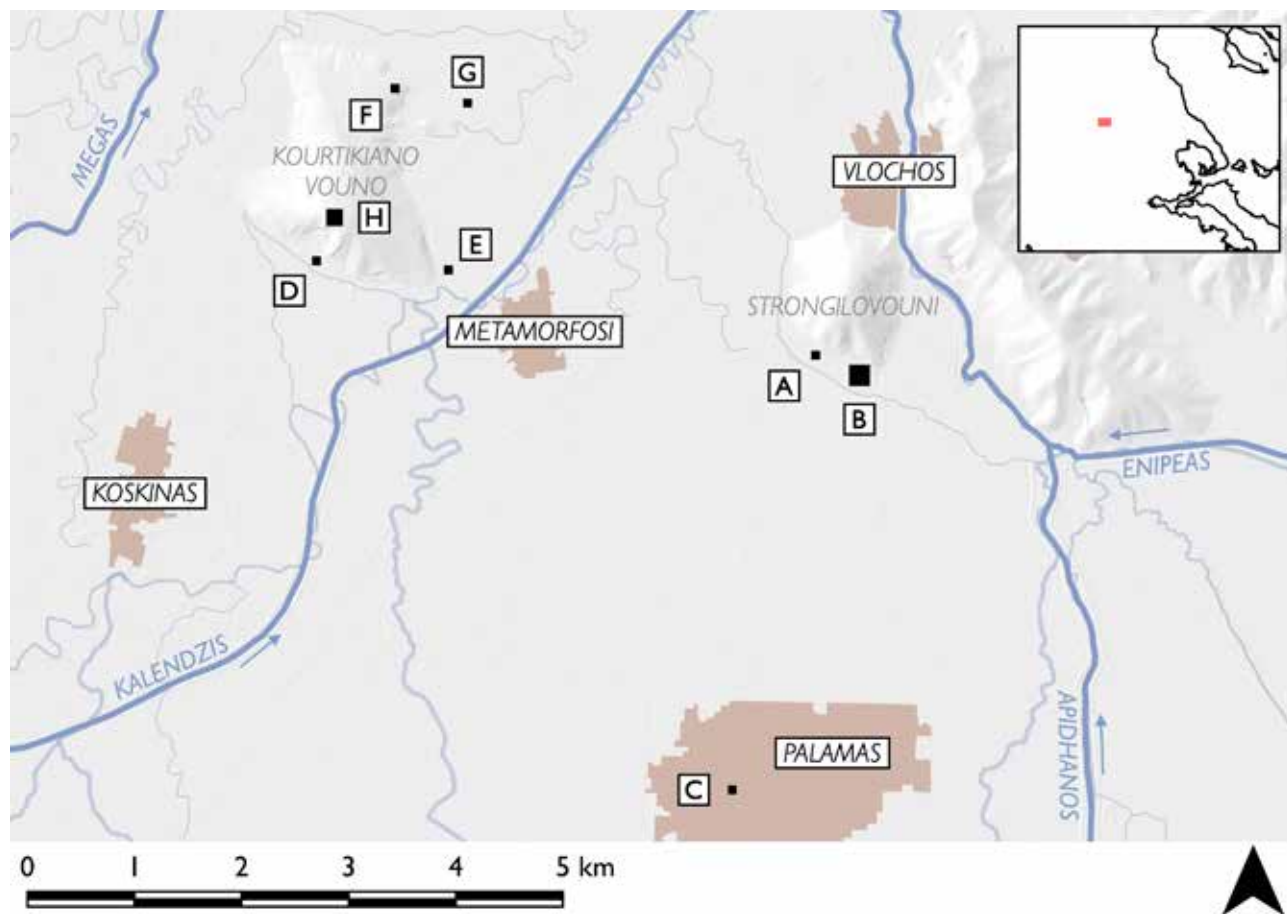 G
F
MEGAS
KOURTIKIANO
VOUNO
VLOCHOS
H
E
D
STRONGILOVOUNI
METAMORFOSI
A
B
ENIPEAS
KOSKINAS
KALENDZIS
APIDHANOS
PALAMAS
C
0 1 2 3 4 5 km